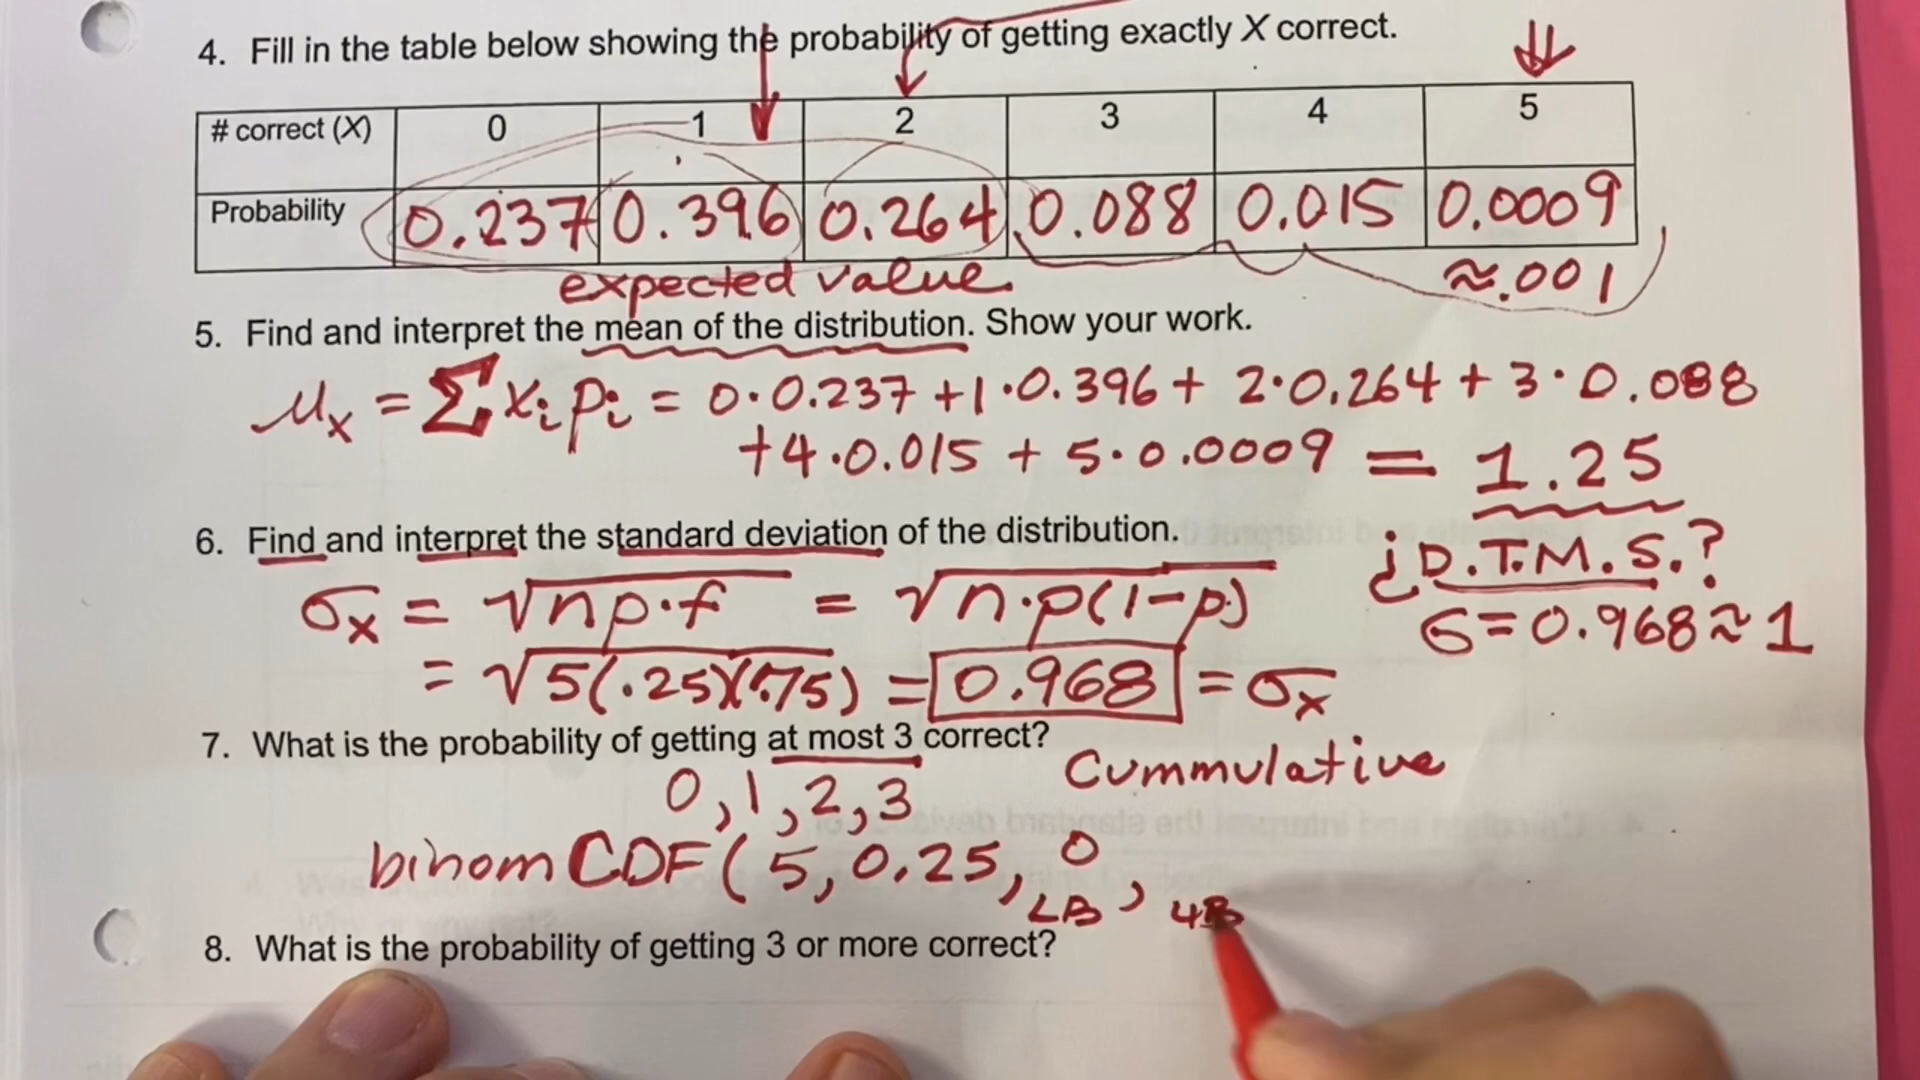 4. Fill in the table below showing the probability of getting exactly X correct.
# correct (X) 0 1 2 3 4 5
Probability 0.237 0.396 0.264 0.088 0.015 0.0009
expected value ≈.001
5. Find and interpret the mean of the distribution. Show your work.
μx = Σ xi pi = 0·0.237 +1·0.396 + 2·0.264 + 3·0.088
+4·0.015 + 5·0.0009 = 1.25
6. Find and interpret the standard deviation of the distribution.
¿D.T.M.S.?
σx = √np·f = √n·p(1-p)
σ=0.968≈1
= √5(.25)(.75) = 0.968 = σx
7. What is the probability of getting at most 3 correct?
Cummulative
0,1,2,3
binomCDF(5,0.25, 0 ,
LB UB
8. What is the probability of getting 3 or more correct?